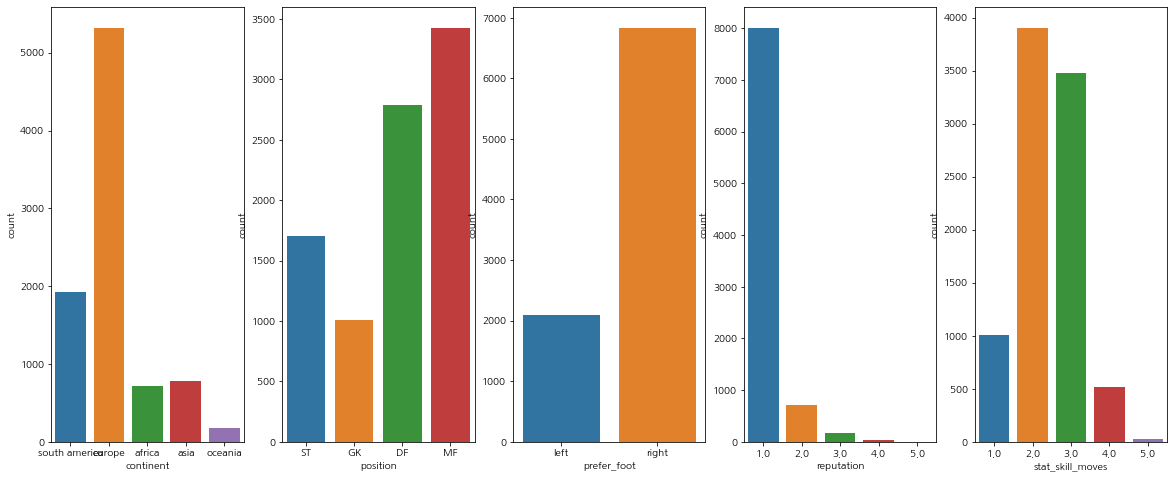 count
5000
4000
3000
2000
1000
0
south america europe africa asia oceania
continent
count
3500
3000
2500
2000
1500
1000
500
0
ST GK DF MF
position
count
7000
6000
5000
4000
3000
2000
1000
0
left right
prefer_foot
count
8000
7000
6000
5000
4000
3000
2000
1000
0
1,0 2,0 3,0 4,0 5,0
reputation
count
4000
3500
3000
2500
2000
1500
1000
500
0
1,0 2,0 3,0 4,0 5,0
stat_skill_moves